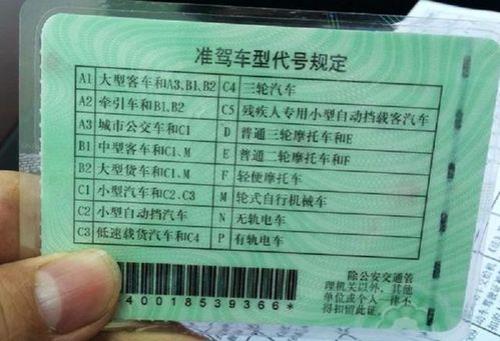 准驾车型代号规定
A1 大型客车和A3、B1、B2 C4 三轮汽车
A2 牵引车和B1、B2 C5 残疾人专用小型自动挡载客汽车
A3 城市公交车和C1 D 普通三轮摩托车和E
B1 中型客车和C1、M E 普通二轮摩托车和F
B2 大型货车和C1、M F 轻便摩托车
C1 小型汽车和C2、C3 M 轮式自行机械车
C2 小型自动挡汽车 N 无轨电车
C3 低速载货汽车和C4 P 有轨电车
除公安交通管
理机关以外,其他
单位或个人一律不
得扣留此证。
400018539366*